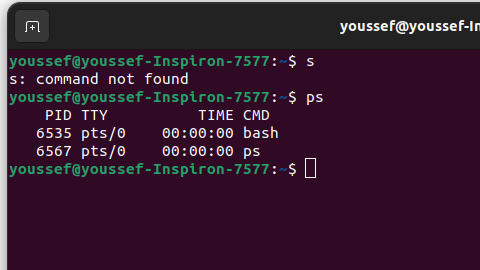 youssef@youssef-In
youssef@youssef-Inspiron-7577:~$ s
s: command not found
youssef@youssef-Inspiron-7577:~$ ps
    PID TTY          TIME CMD
   6535 pts/0    00:00:00 bash
   6567 pts/0    00:00:00 ps
youssef@youssef-Inspiron-7577:~$